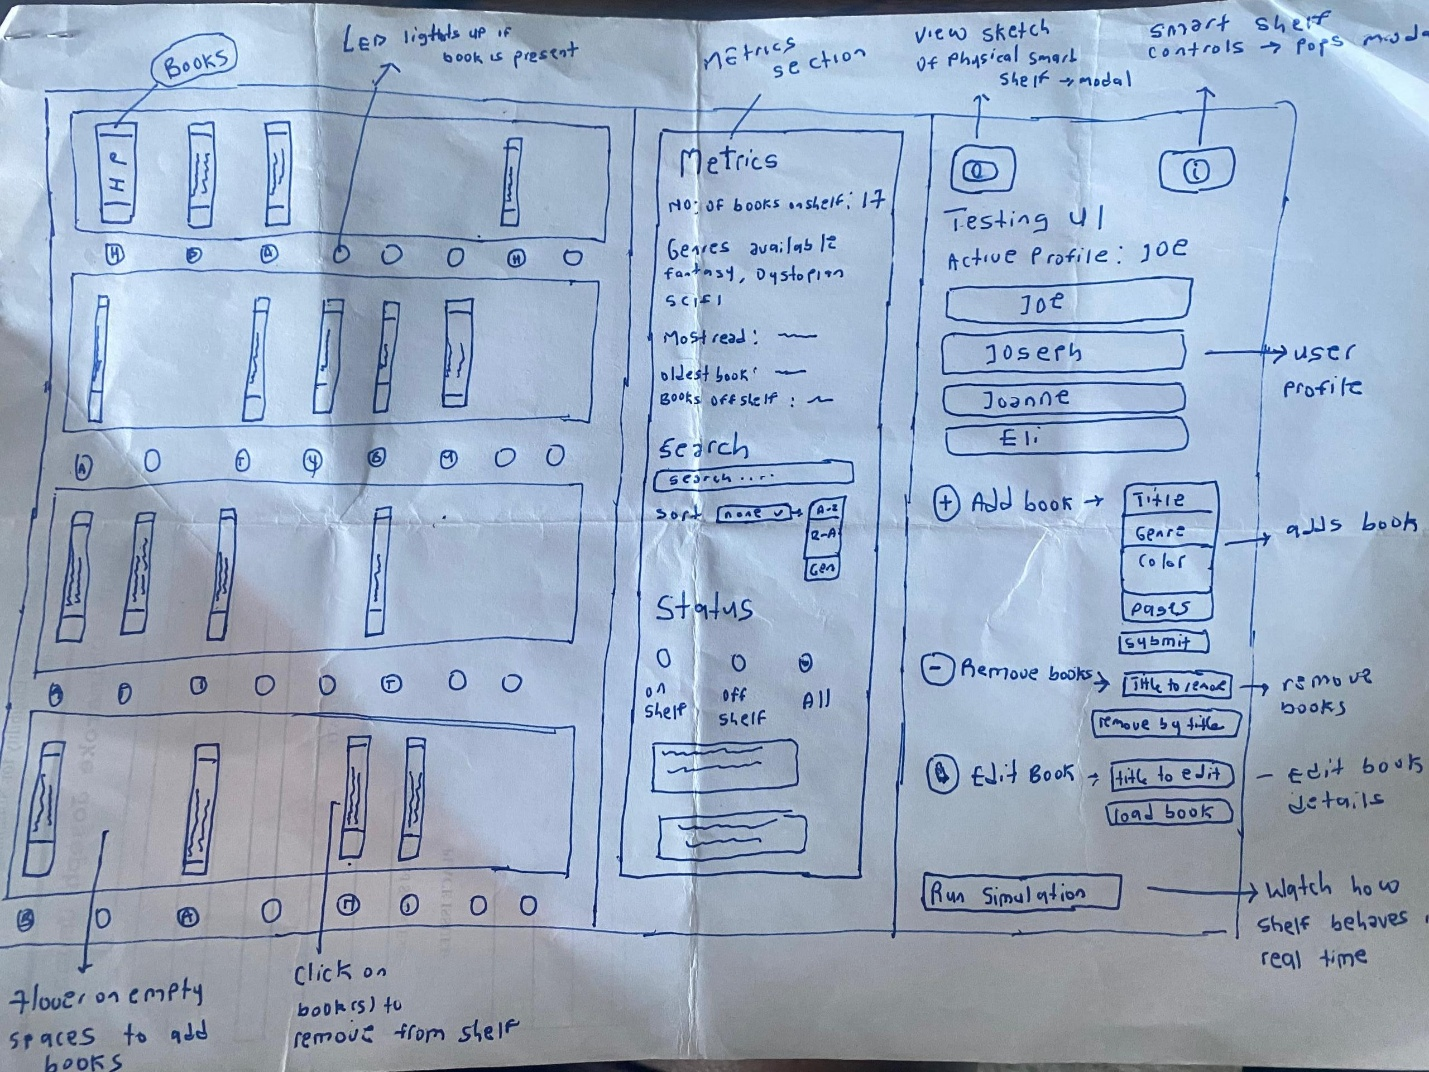 BOOKS
LED lightsts up if
book is present
METrics
section
view sketch
Of Physical smart
Shelf → modal
Smart shelf
controls → pops moda
P
H
I
H
A
H
Metrics
NO: OF books on shelf: 17
Genres available
fantasy, Dystopian
scifi
Most read:
oldest book:
Books off shelf:
Search
search ....
sort none v → A-Z
Z-A
Gen
Status
on
shelf
off
shelf
All
i
Testing UI
Active Profile: JOE
JOE
Joseph
Joanne
Eli
→ user
profile
+ Add book →
Title
Genre
Color
pages
submit
→ adds book
- Remove books →
title to remove
remove by title
→ remove
books
Edit Book →
title to edit
load book
- Edit book
details
Run Simulation
→ Watch how
shelf behaves
real time
A
T
4
B
T
A
Hover on empty
spaces to add
books
Click on
book(s) to
remove from shelf